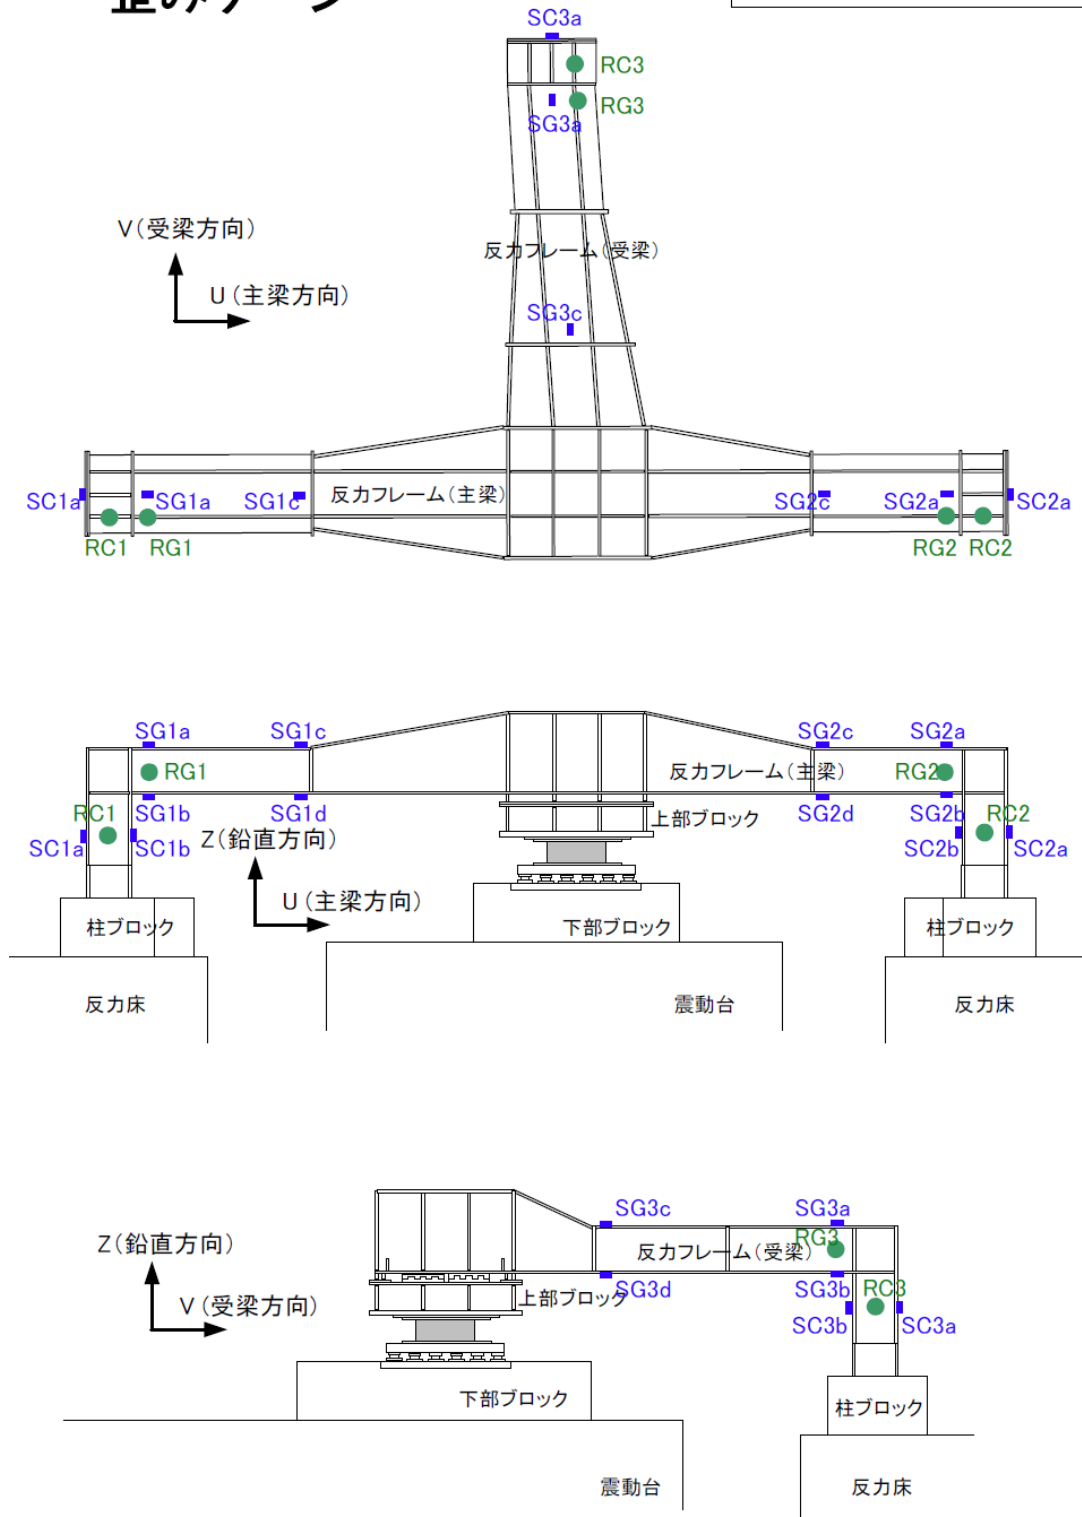 歪みゲージ
SC3a
RC3
RG3
SG3a
V(受梁方向)
反力フレーム(受梁)
U(主梁方向)
SG3c
SC1a
SG1a
SG1c
反力フレーム(主梁)
SG2c
SG2a
SC2a
RC1
RG1
RG2
RC2
SG1a
SG1c
SG2c
SG2a
RG1
反力フレーム(主梁)
RG2
RC1
SG1b
SG1d
上部ブロック
SG2d
SG2b
RC2
SC1a
SC1b
Z(鉛直方向)
SC2b
SC2a
U(主梁方向)
柱ブロック
下部ブロック
柱ブロック
反力床
震動台
反力床
SG3c
SG3a
Z(鉛直方向)
反力フレーム(受梁)
RG3
V(受梁方向)
上部ブロック
SG3d
SG3b
RC3
SC3b
SC3a
下部ブロック
柱ブロック
震動台
反力床